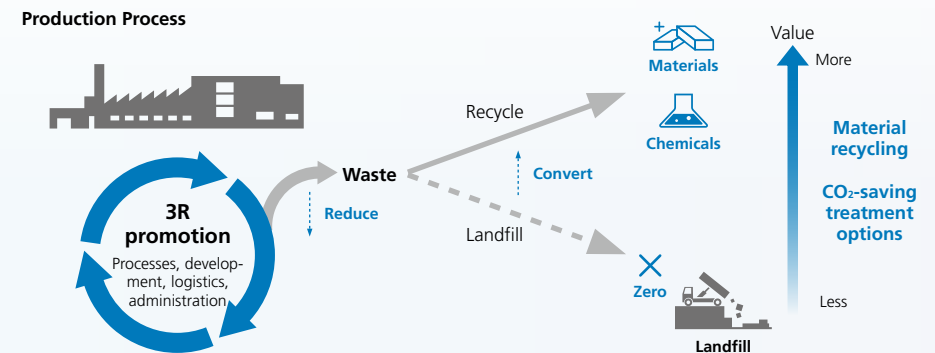 Production Process
+
Materials
Chemicals
Value
More
Material
recycling
CO₂-saving
treatment
options
Less
Recycle
Convert
Waste
Reduce
Landfill
3R
promotion
Processes, develop-
ment, logistics,
administration
Zero
Landfill